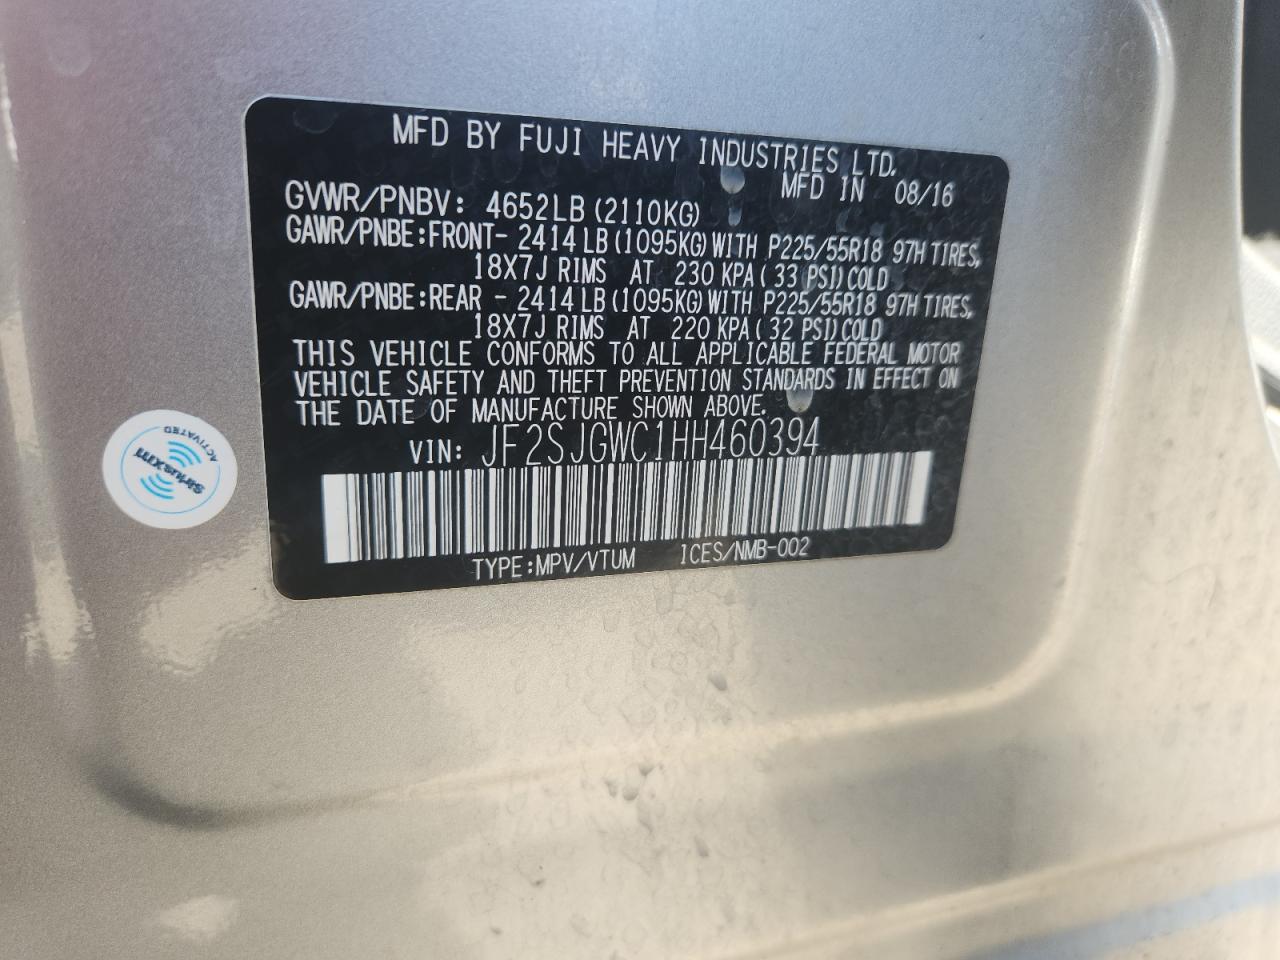 MFD BY FUJI HEAVY INDUSTRIES LTD.
MFD IN 08/16
GVWR/PNBV: 4652LB (2110KG)
GAWR/PNBE:FRONT- 2414 LB (1095KG) WITH P225/55R18 97H TIRES,
18X7J RIMS AT 230 KPA ( 33 PSI) COLD
GAWR/PNBE:REAR - 2414 LB (1095KG) WITH P225/55R18 97H TIRES,
18X7J RIMS AT 220 KPA ( 32 PSI) COLD
THIS VEHICLE CONFORMS TO ALL APPLICABLE FEDERAL MOTOR
VEHICLE SAFETY AND THEFT PREVENTION STANDARDS IN EFFECT ON
THE DATE OF MANUFACTURE SHOWN ABOVE.
VIN: JF2SJGWC1HH460394
TYPE:MPV/VTUM ICES/NMB-002
siriusxm
ACTIVATED